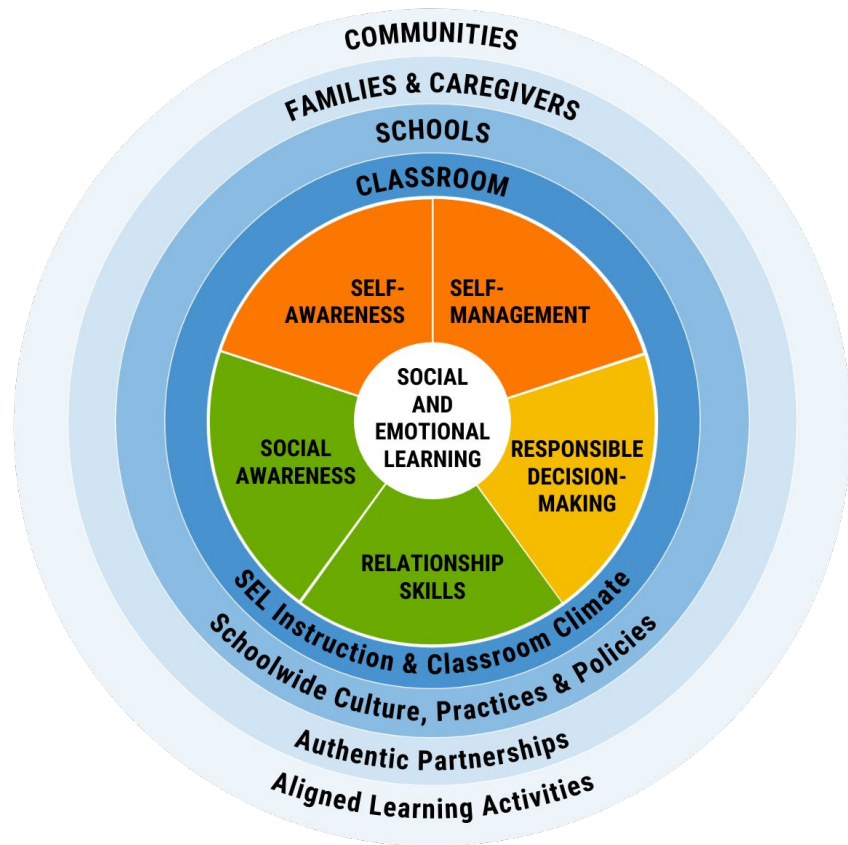 COMMUNITIES
FAMILIES & CAREGIVERS
SCHOOLS
CLASSROOM
SELF-
AWARENESS
SELF-
MANAGEMENT
SOCIAL
AND
EMOTIONAL
LEARNING
SOCIAL
AWARENESS
RESPONSIBLE
DECISION-
MAKING
RELATIONSHIP
SKILLS
SEL Instruction & Classroom Climate
Schoolwide Culture, Practices & Policies
Authentic Partnerships
Aligned Learning Activities